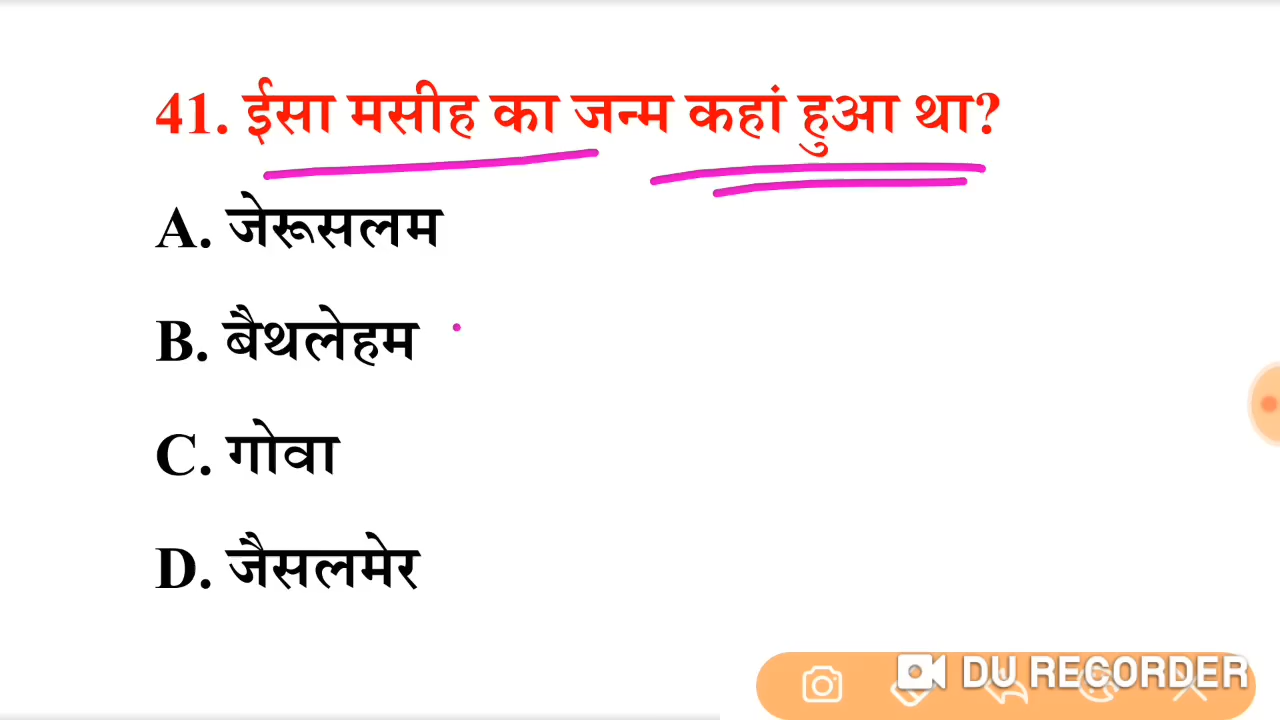 41. ईसा मसीह का जन्म कहां हुआ था?
A. जेरूसलम
B. बैथलेहम
C. गोवा
D. जैसलमेर
DU RECORDER